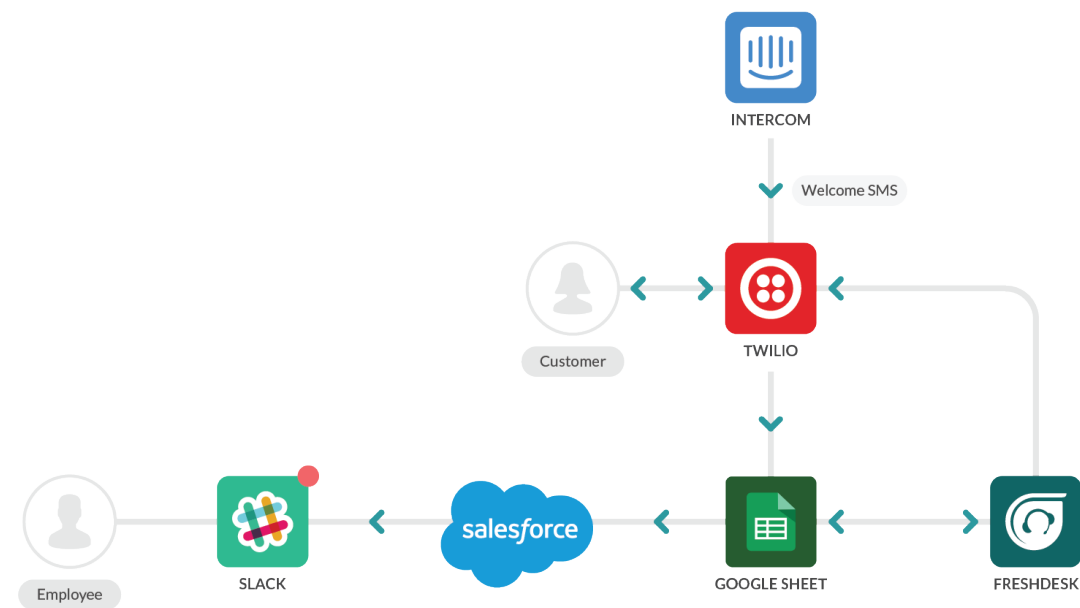 INTERCOM
Welcome SMS
TWILIO
Customer
salesforce
SLACK
GOOGLE SHEET
FRESHDESK
Employee